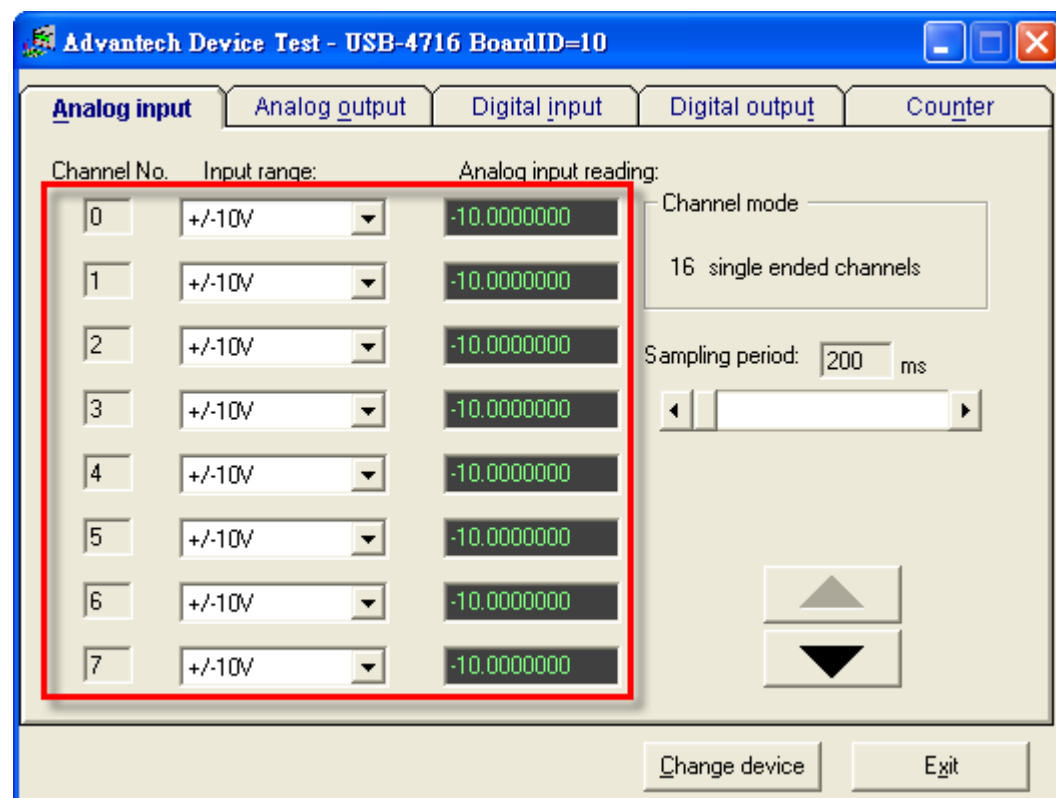 Advantech Device Test - USB-4716 BoardID=10
Analog input Analog output Digital input Digital output Counter
Channel No. Input range: Analog input reading:
0 +/-10V -10.0000000
1 +/-10V -10.0000000
2 +/-10V -10.0000000
3 +/-10V -10.0000000
4 +/-10V -10.0000000
5 +/-10V -10.0000000
6 +/-10V -10.0000000
7 +/-10V -10.0000000
Channel mode
16 single ended channels
Sampling period: 200 ms
Change device Exit